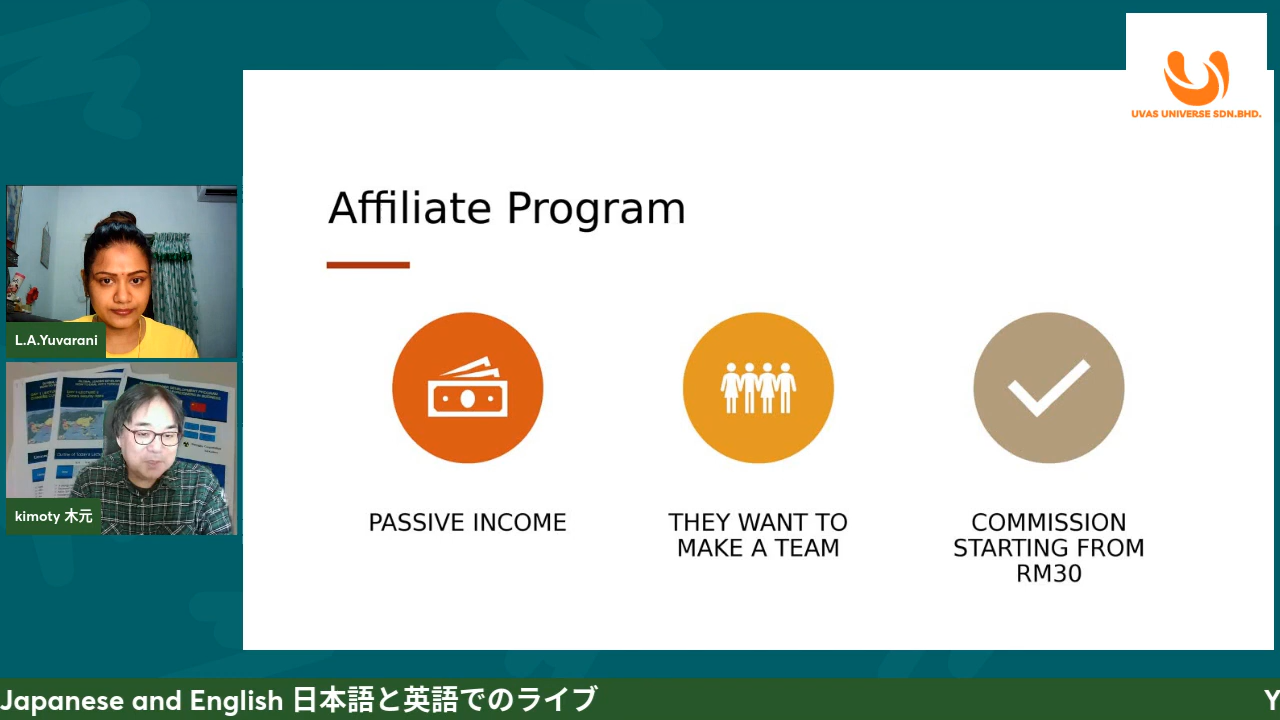 UVAS UNIVERSE SDN.BHD.
Affiliate Program
PASSIVE INCOME
THEY WANT TO
MAKE A TEAM
COMMISSION
STARTING FROM
RM30
L.A.Yuvarani
kimoty 木元
Japanese and English 日本語と英語でのライブ
Y